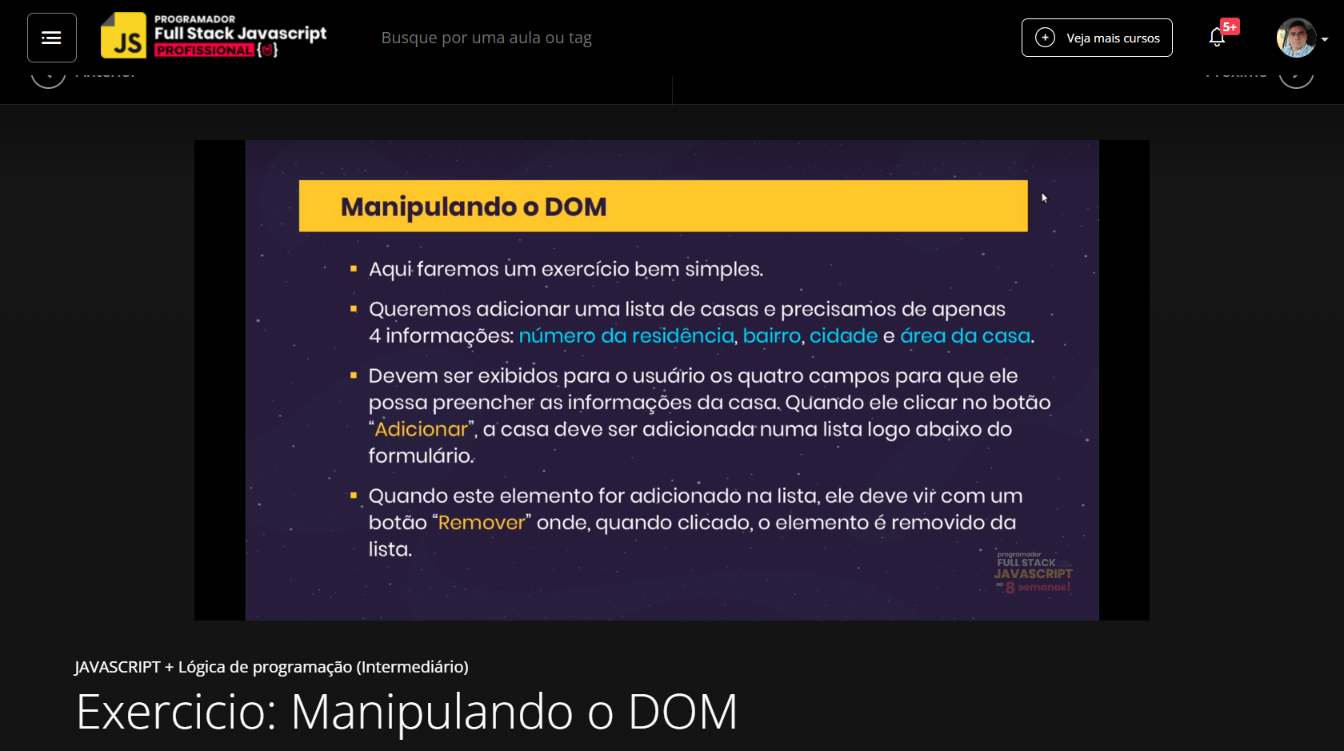 PROGRAMADOR
Full Stack Javascript
PROFISSIONAL
JS
Busque por uma aula ou tag
Veja mais cursos
5+
Anterior
Próximo
Manipulando o DOM
Aqui faremos um exercício bem simples.
Queremos adicionar uma lista de casas e precisamos de apenas
4 informações: número da residência, bairro, cidade e área da casa.
Devem ser exibidos para o usuário os quatro campos para que ele
possa preencher as informações da casa. Quando ele clicar no botão
“Adicionar”, a casa deve ser adicionada numa lista logo abaixo do
formulário.
Quando este elemento for adicionado na lista, ele deve vir com um
botão “Remover” onde, quando clicado, o elemento é removido da
lista.
programador
FULL STACK
JAVASCRIPT
8 semanas!
JAVASCRIPT + Lógica de programação (Intermediário)
Exercicio: Manipulando o DOM